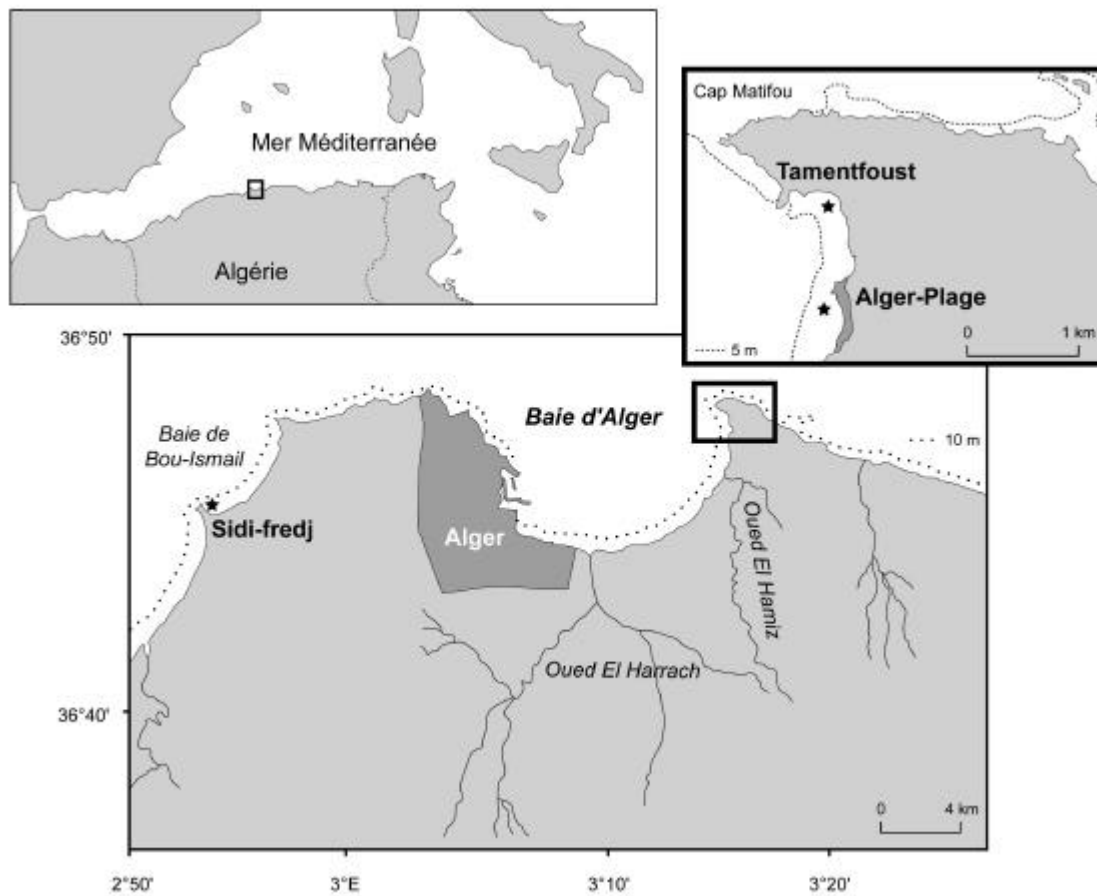 Mer Méditerranée
Algérie
Cap Matifou
Tamentfoust
Alger-Plage
0 1 km
5 m
36°50'
Baie de
Bou-Ismail
Baie d'Alger
10 m
Sidi-fredj
Alger
Oued El Hamiz
Oued El Harrach
36°40'
0 4 km
2°50'
3°E
3°10'
3°20'